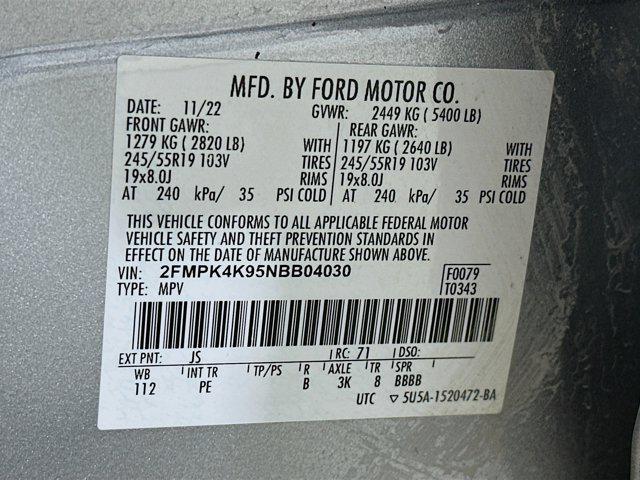 MFD. BY FORD MOTOR CO.
DATE: 11/22 GVWR: 2449 KG ( 5400 LB)
FRONT GAWR: REAR GAWR:
1279 KG ( 2820 LB) WITH 1197 KG ( 2640 LB) WITH
245/55R19 103V TIRES 245/55R19 103V TIRES
19x8.0J RIMS 19x8.0J RIMS
AT 240 kPa/ 35 PSI COLD AT 240 kPa/ 35 PSI COLD
THIS VEHICLE CONFORMS TO ALL APPLICABLE FEDERAL MOTOR
VEHICLE SAFETY AND THEFT PREVENTION STANDARDS IN
EFFECT ON THE DATE OF MANUFACTURE SHOWN ABOVE.
VIN: 2FMPK4K95NBB04030 F0079
TYPE: MPV T0343
EXT PNT: JS RC: 71 DSO:
WB INT TR TP/PS R AXLE TR SPR
112 PE B 3K 8 BBBB
UTC ▽ 5U5A-1520472-BA